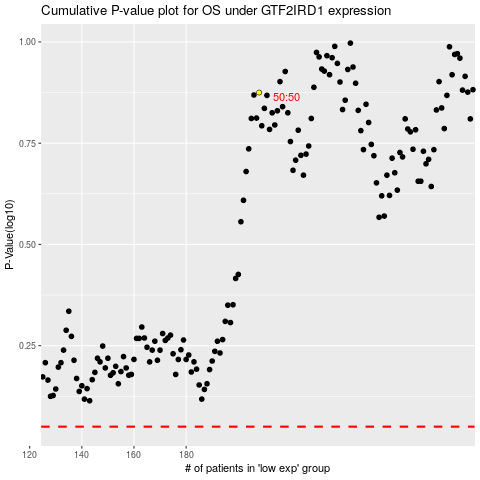 Cumulative P-value plot for OS under GTF2IRD1 expression
P-Value(log10)
1.00
0.75
0.50
0.25
50:50
120 140 160 180
# of patients in 'low exp' group